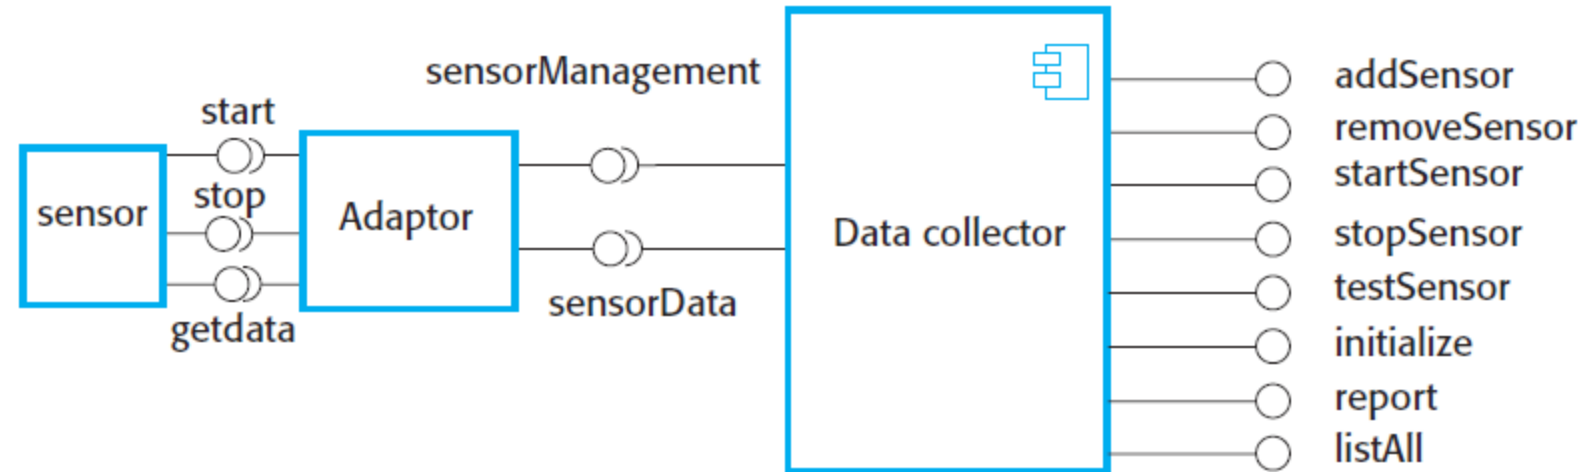 sensorManagement
start
stop
sensor
getdata
Adaptor
sensorData
Data collector
addSensor
removeSensor
startSensor
stopSensor
testSensor
initialize
report
listAll